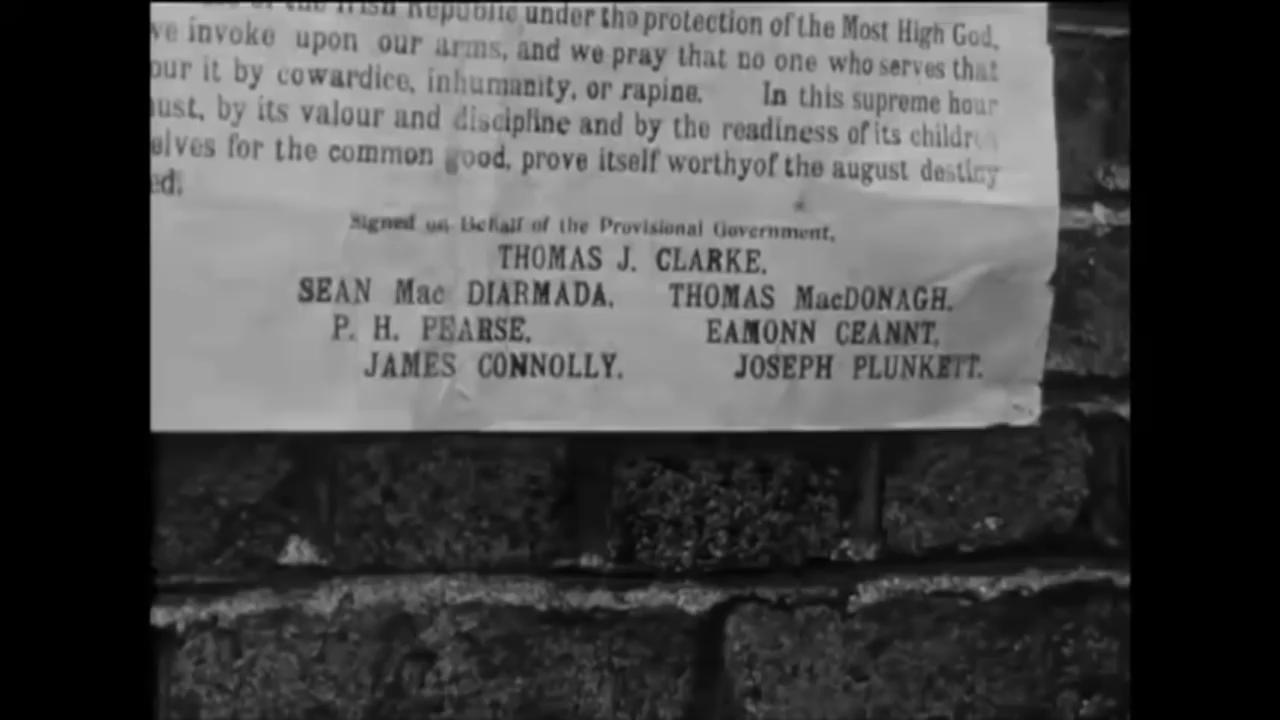 of the Irish Republic under the protection of the Most High God,
ve invoke upon our arms, and we pray that no one who serves that
our it by cowardice, inhumanity, or rapine. In this supreme hour
ust, by its valour and discipline and by the readiness of its childre
elves for the common good, prove itself worthyof the august destiny
ed.
Signed on Behalf of the Provisional Government,
THOMAS J. CLARKE,
SEAN Mac DIARMADA, THOMAS MacDONAGH,
P. H. PEARSE, EAMONN CEANNT,
JAMES CONNOLLY. JOSEPH PLUNKETT.